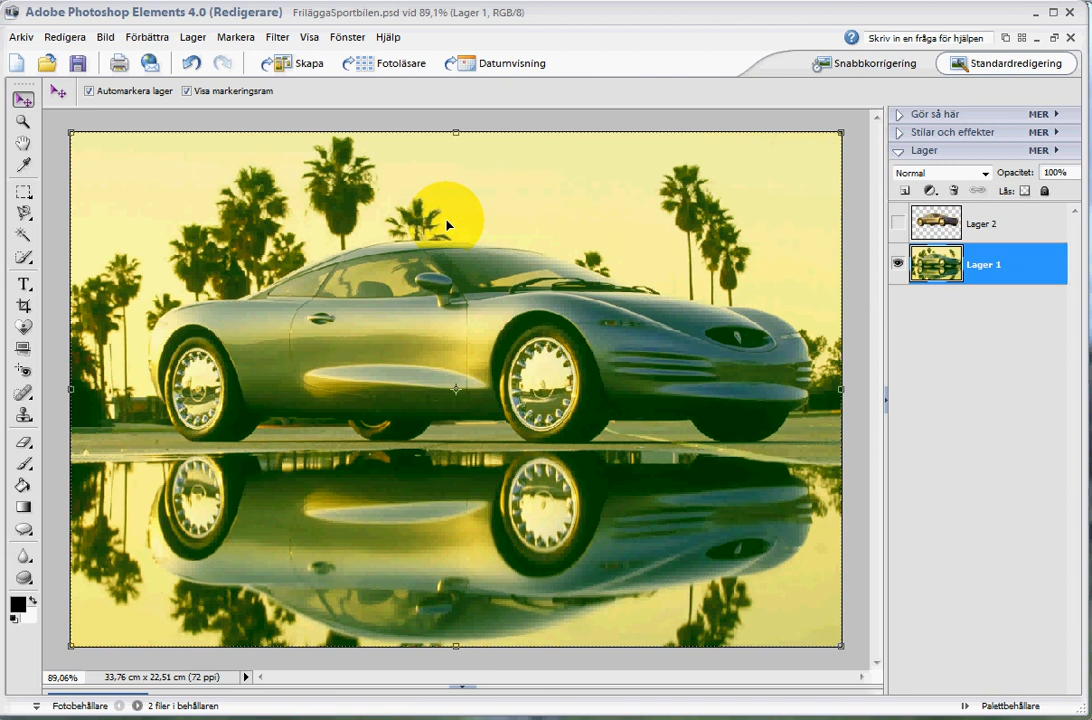 Adobe Photoshop Elements 4.0 (Redigerare) FriläggaSportbilen.psd vid 89,1% (Lager 1, RGB/8)
Arkiv Redigera Bild Förbättra Lager Markera Filter Visa Fönster Hjälp Skriv in en fråga för hjälpen
Skapa Fotoläsare Datumvisning Snabbkorrigering Standardredigering
Automarkera lager Visa markeringsram
Gör så här MER
Stilar och effekter MER
Lager MER
Normal Opacitet: 100%
Lås:
Lager 2
Lager 1
T
89,06% 33,76 cm x 22,51 cm (72 ppi)
Fotobehållare 2 filer i behållaren Palettbehållare